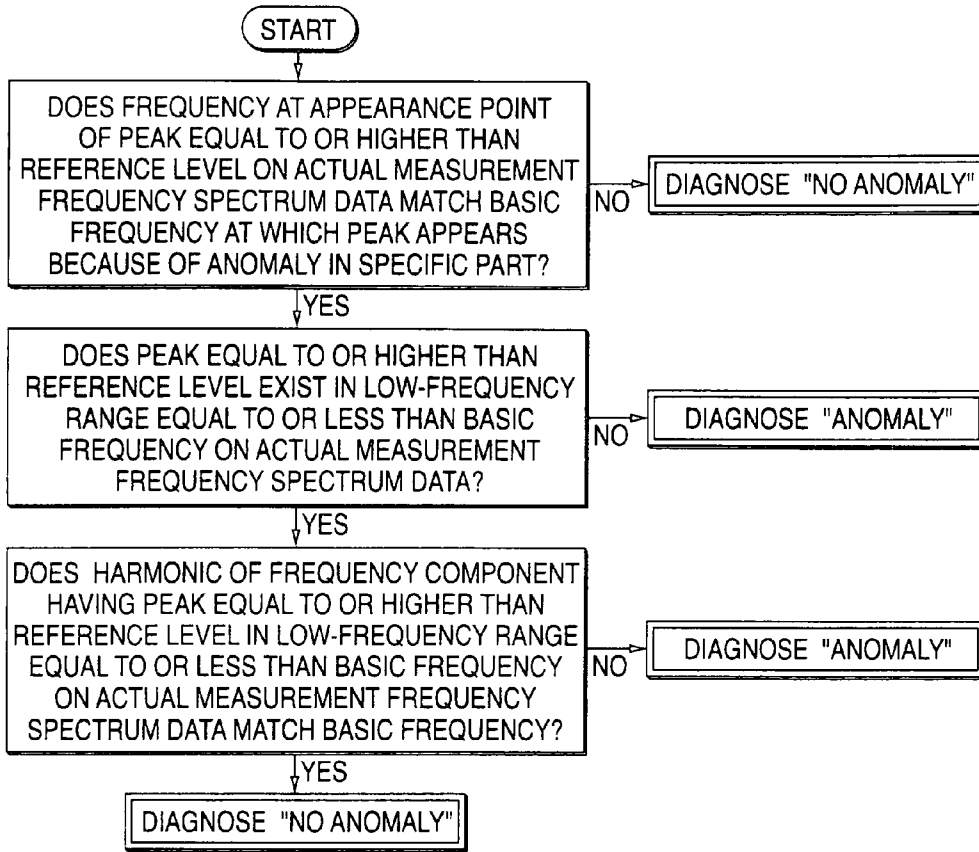 START
DOES FREQUENCY AT APPEARANCE POINT
OF PEAK EQUAL TO OR HIGHER THAN
REFERENCE LEVEL ON ACTUAL MEASUREMENT
FREQUENCY SPECTRUM DATA MATCH BASIC
FREQUENCY AT WHICH PEAK APPEARS
BECAUSE OF ANOMALY IN SPECIFIC PART?
NO
DIAGNOSE "NO ANOMALY"
YES
DOES PEAK EQUAL TO OR HIGHER THAN
REFERENCE LEVEL EXIST IN LOW-FREQUENCY
RANGE EQUAL TO OR LESS THAN BASIC
FREQUENCY ON ACTUAL MEASUREMENT
FREQUENCY SPECTRUM DATA?
NO
DIAGNOSE "ANOMALY"
YES
DOES HARMONIC OF FREQUENCY COMPONENT
HAVING PEAK EQUAL TO OR HIGHER THAN
REFERENCE LEVEL IN LOW-FREQUENCY RANGE
EQUAL TO OR LESS THAN BASIC FREQUENCY
ON ACTUAL MEASUREMENT FREQUENCY
SPECTRUM DATA MATCH BASIC FREQUENCY?
NO
DIAGNOSE "ANOMALY"
YES
DIAGNOSE "NO ANOMALY"